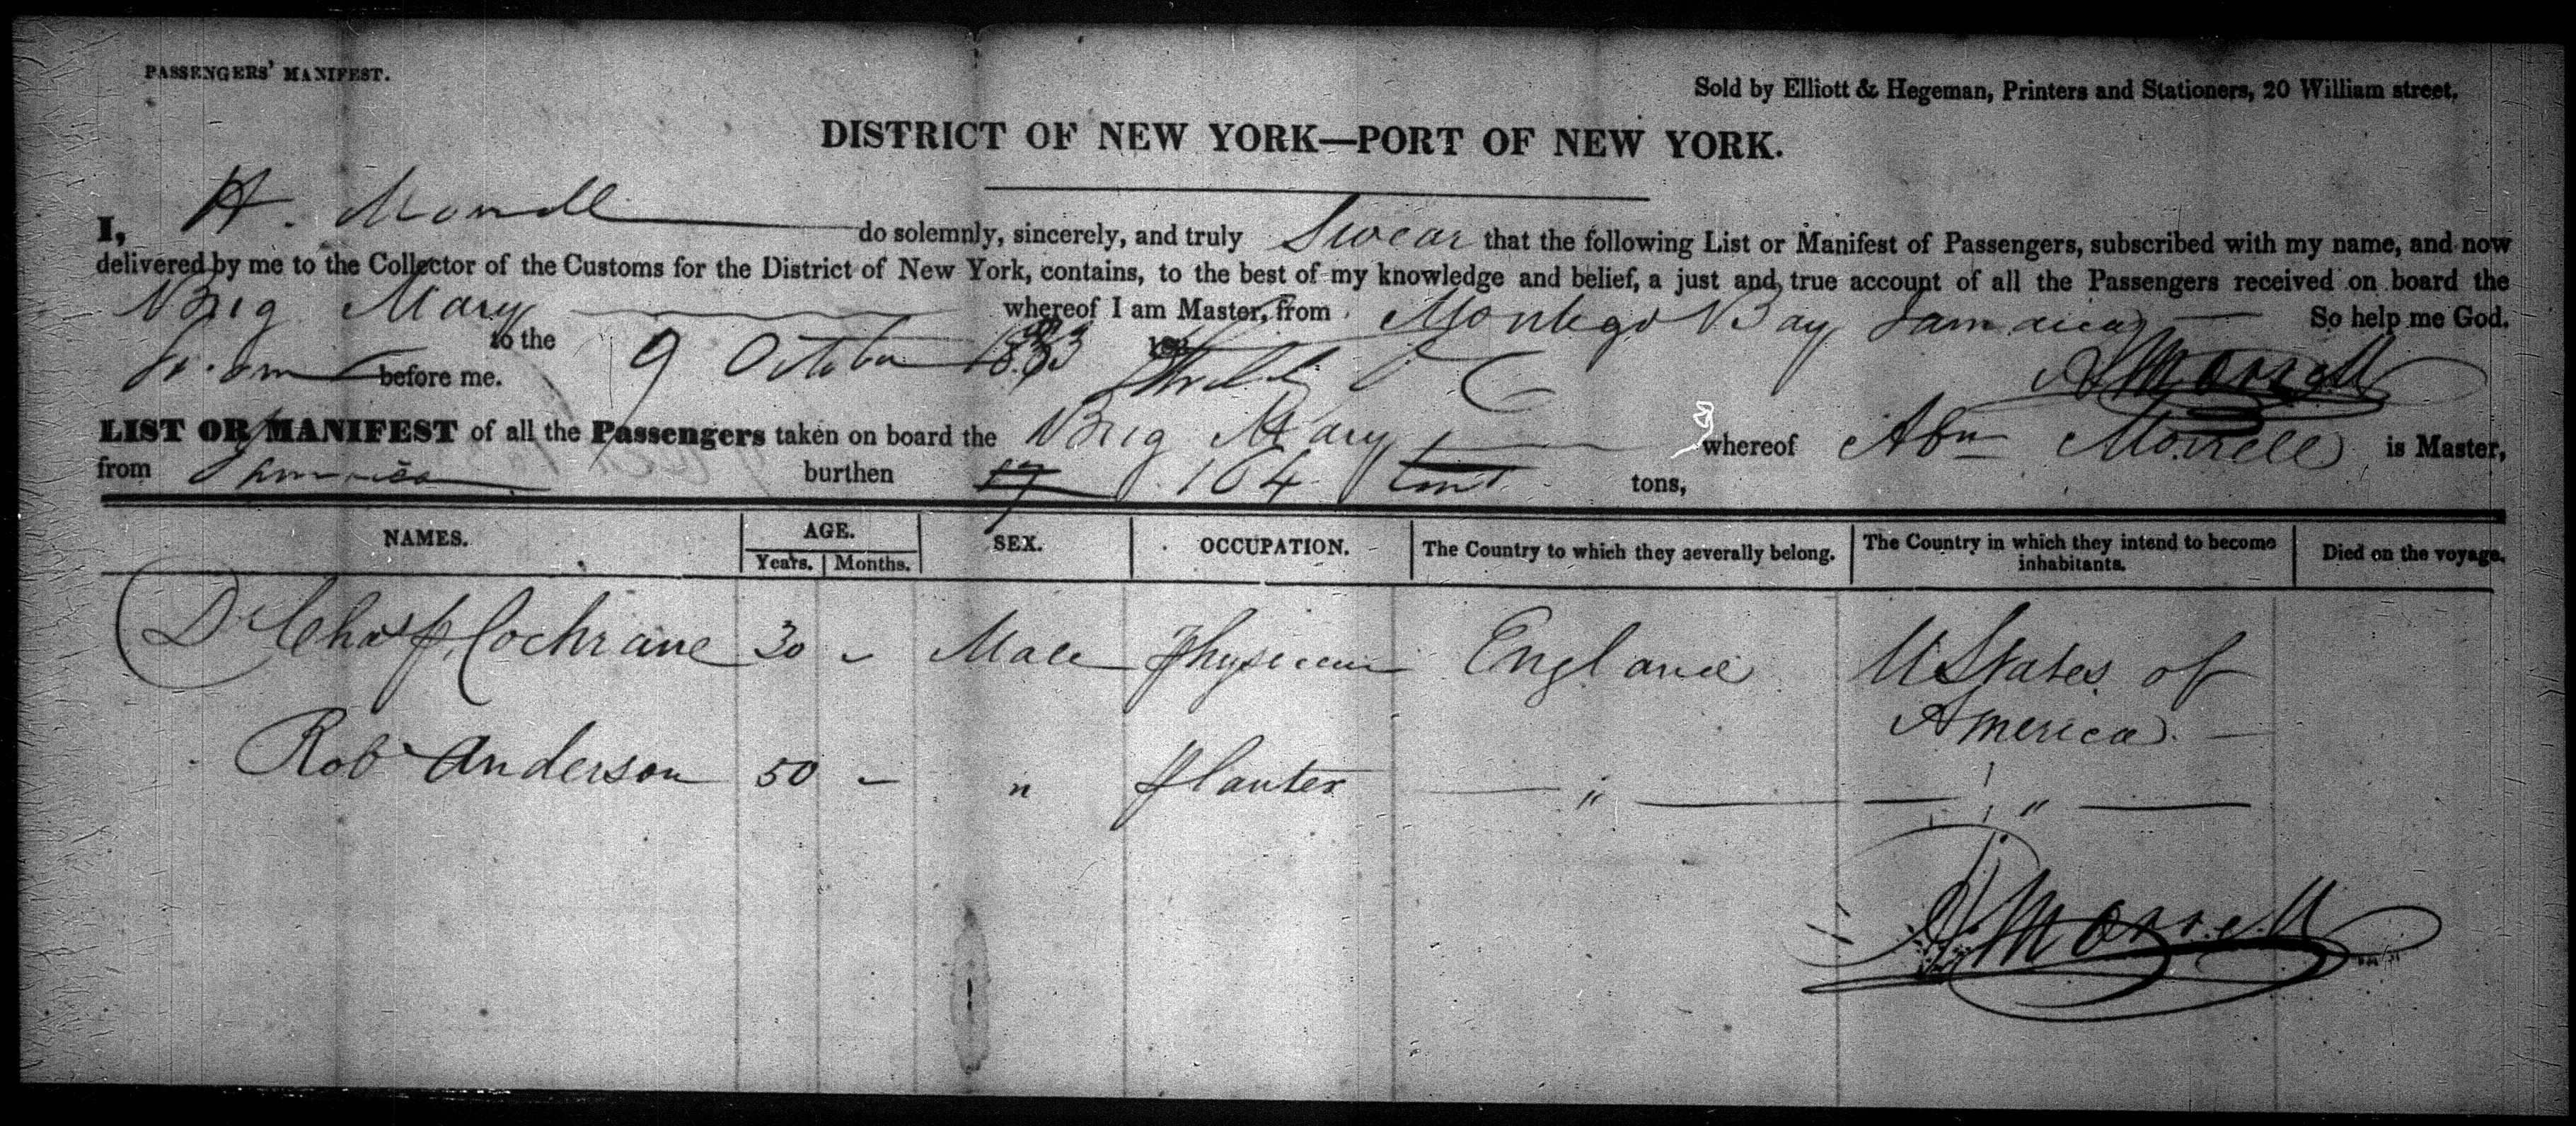 PASSENGERS' MANIFEST.
Sold by Elliott & Hegeman, Printers and Stationers, 20 William street,
DISTRICT OF NEW YORK—PORT OF NEW YORK.
I, A. Morrell do solemnly, sincerely, and truly Swear that the following List or Manifest of Passengers, subscribed with my name, and now
delivered by me to the Collector of the Customs for the District of New York, contains, to the best of my knowledge and belief, a just and true account of all the Passengers received on board the
Brig Mary whereof I am Master, from Montego Bay Jamaica So help me God.
to the 9 October 1833
before me.
A Morrell
LIST OR MANIFEST of all the Passengers taken on board the Brig Mary whereof Abm Morrell is Master,
from Jamaica burthen 164 tons tons,
NAMES. AGE. SEX. OCCUPATION. The Country to which they severally belong. The Country in which they intend to become inhabitants. Died on the voyage.
Years. Months.
Dr Chas J. Cochrane 30 - Male Physician England U States of
America -
Robt Anderson 50 - " Planter " "
A Morrell